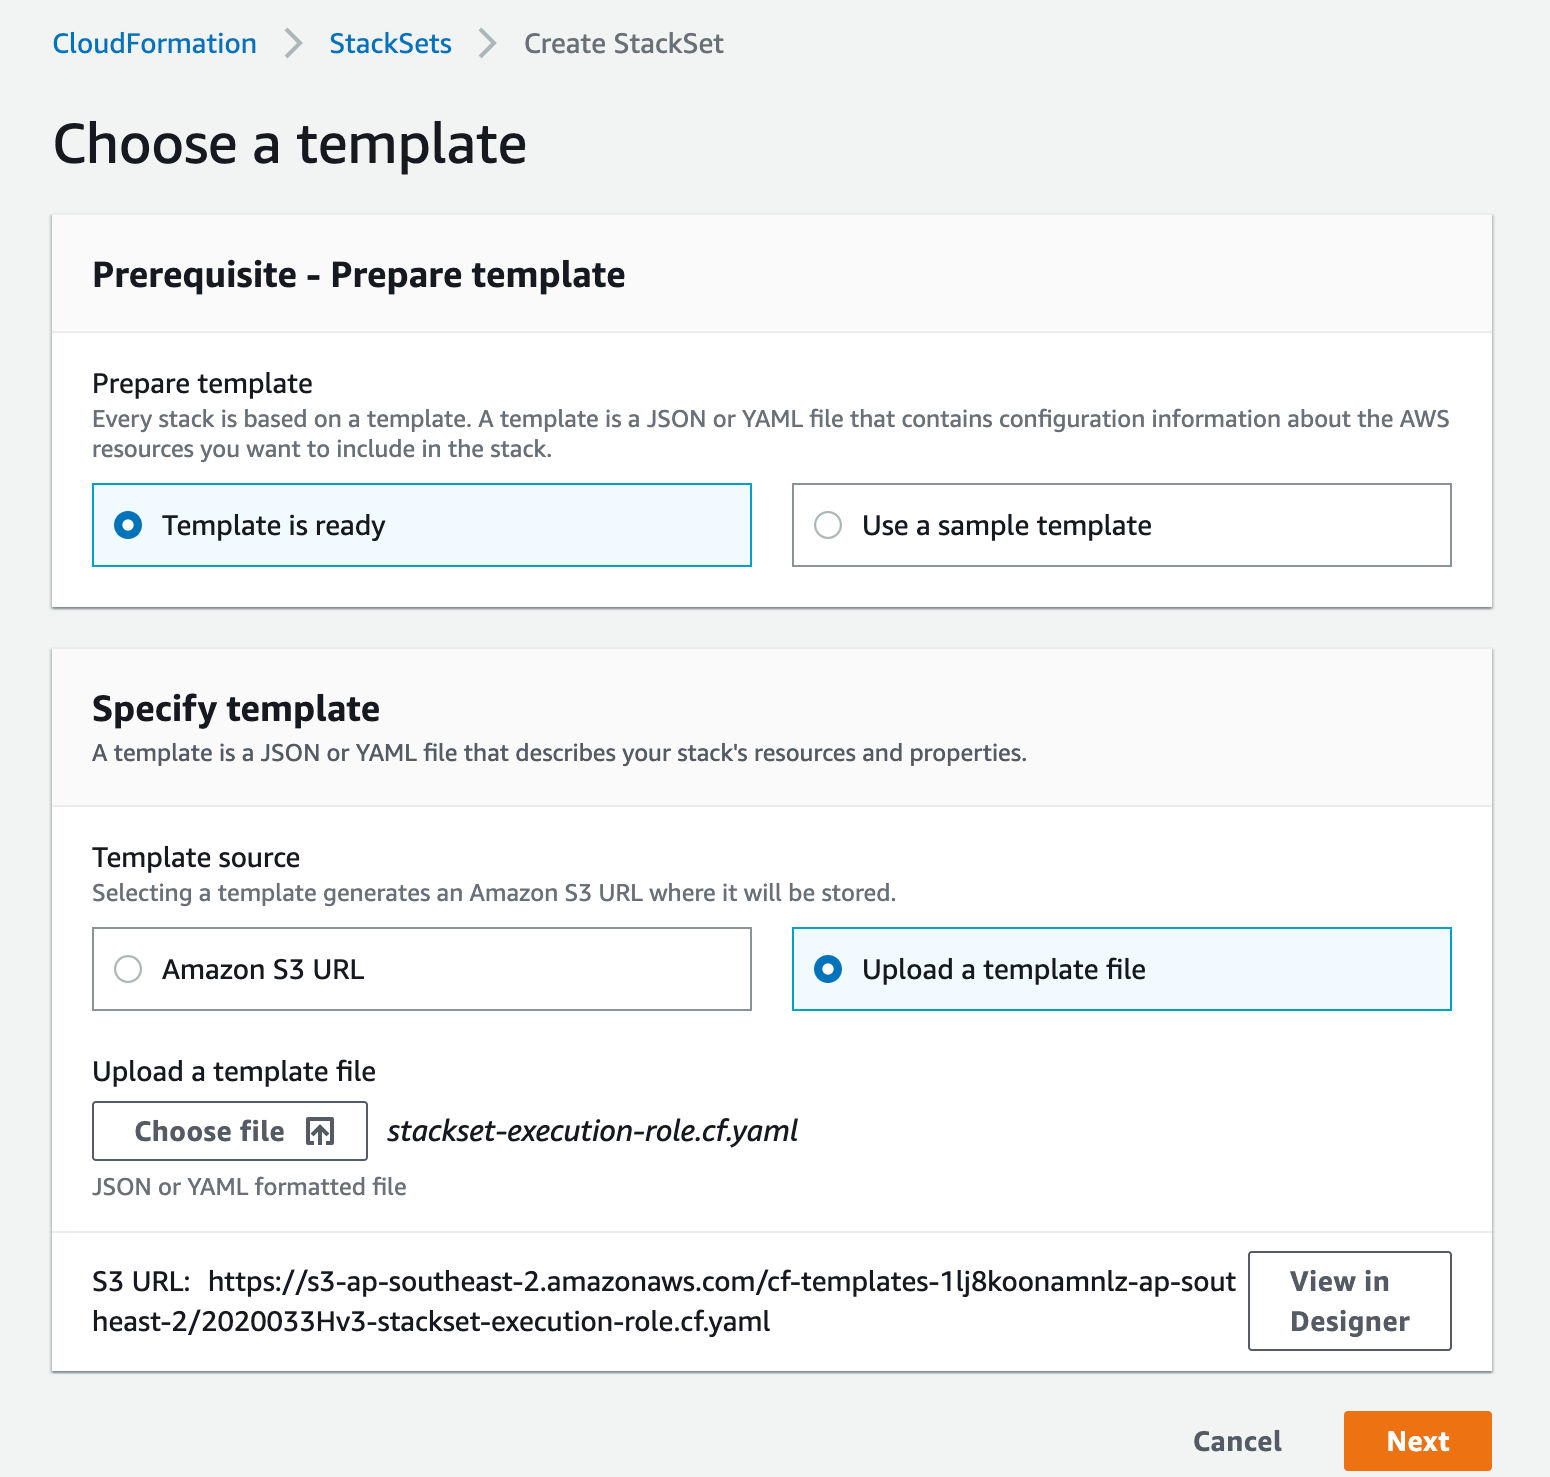 CloudFormation > StackSets > Create StackSet
Choose a template
Prerequisite - Prepare template
Prepare template
Every stack is based on a template. A template is a JSON or YAML file that contains configuration information about the AWS
resources you want to include in the stack.
Template is ready
Use a sample template
Specify template
A template is a JSON or YAML file that describes your stack's resources and properties.
Template source
Selecting a template generates an Amazon S3 URL where it will be stored.
Amazon S3 URL
Upload a template file
Upload a template file
Choose file stackset-execution-role.cf.yaml
JSON or YAML formatted file
S3 URL: https://s3-ap-southeast-2.amazonaws.com/cf-templates-1lj8koonamnlz-ap-sout
heast-2/2020033Hv3-stackset-execution-role.cf.yaml
View in
Designer
Cancel
Next